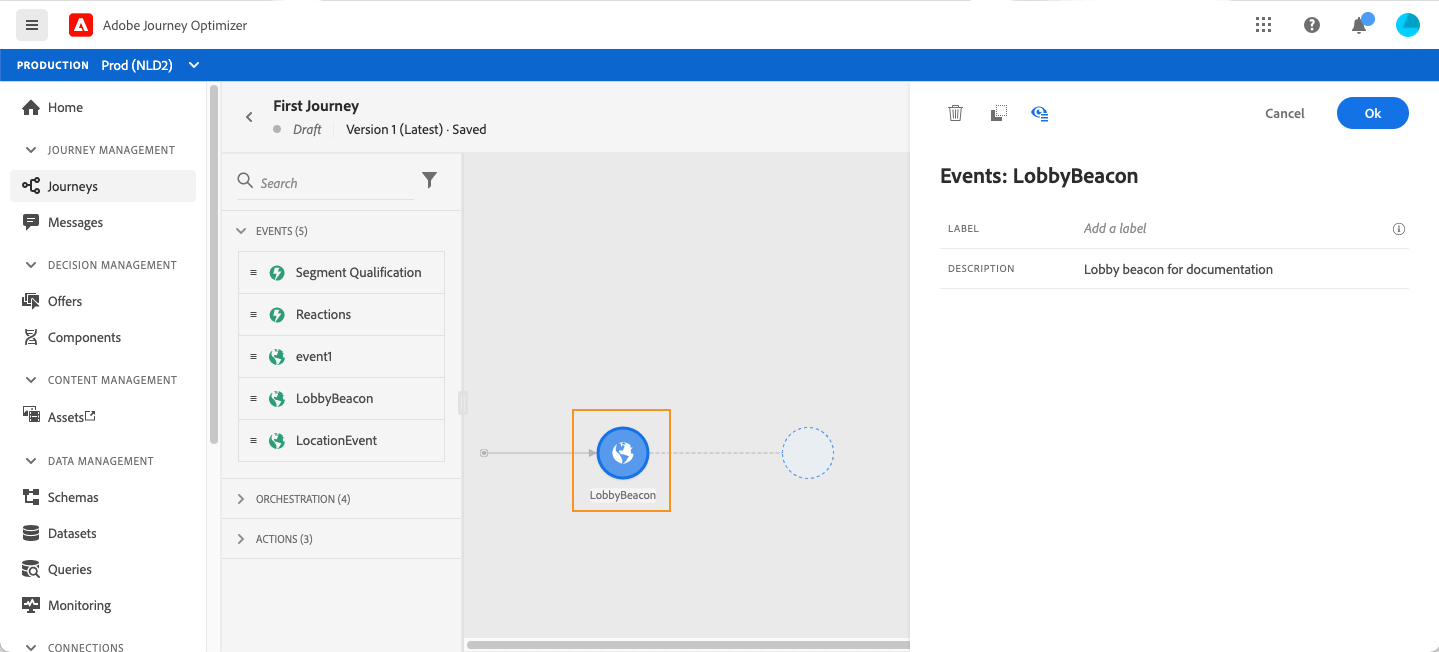 Adobe Journey Optimizer
PRODUCTION Prod (NLD2)
Home
JOURNEY MANAGEMENT
Journeys
Messages
DECISION MANAGEMENT
Offers
Components
CONTENT MANAGEMENT
Assets
DATA MANAGEMENT
Schemas
Datasets
Queries
Monitoring
CONNECTIONS
First Journey
Draft Version 1 (Latest) · Saved
Search
EVENTS (5)
Segment Qualification
Reactions
event1
LobbyBeacon
LocationEvent
ORCHESTRATION (4)
ACTIONS (3)
LobbyBeacon
Cancel Ok
Events: LobbyBeacon
LABEL Add a label
DESCRIPTION Lobby beacon for documentation